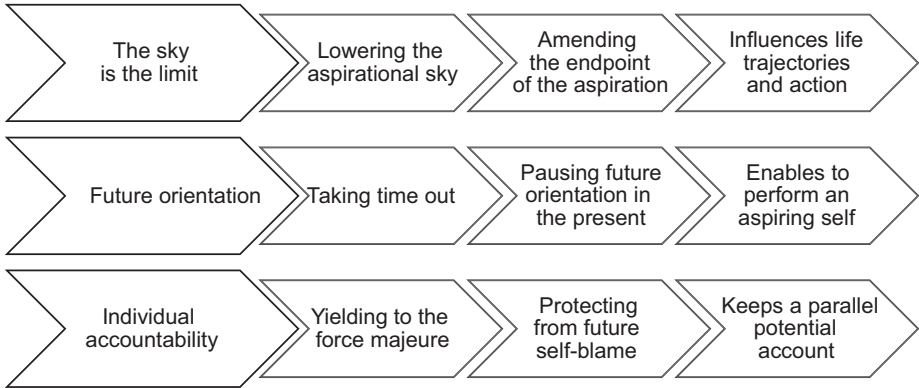 The sky
is the limit
Lowering the
aspirational sky
Amending
the endpoint
of the aspiration
Influences life
trajectories
and action
Future orientation
Taking time out
Pausing future
orientation in
the present
Enables to
perform an
aspiring self
Individual
accountability
Yielding to the
force majeure
Protecting
from future
self-blame
Keeps a parallel
potential
account